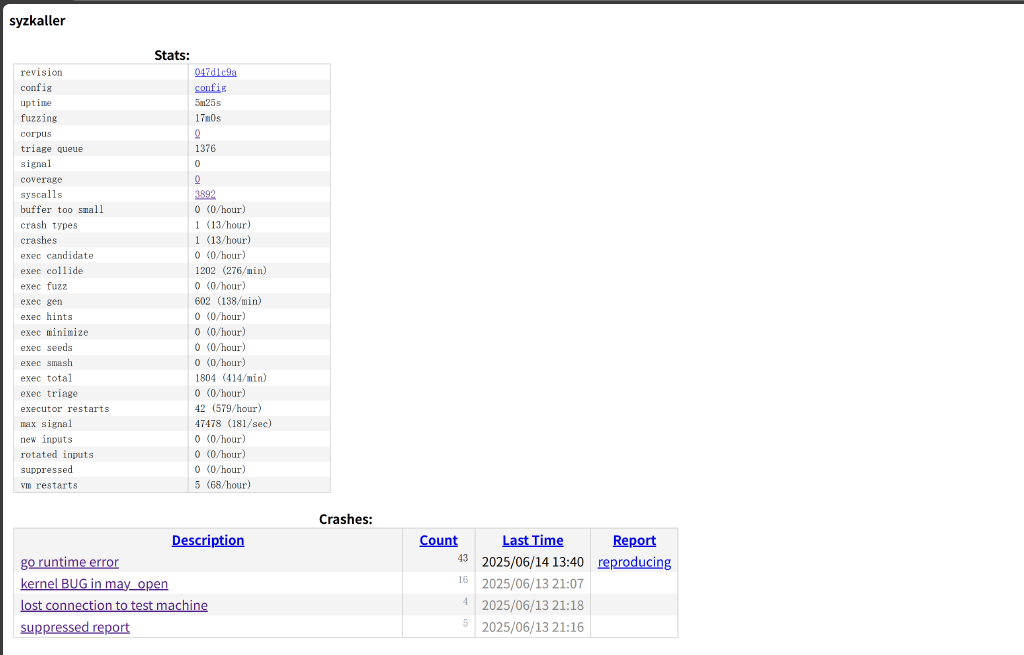 syzkaller
Stats:
revision 047d1c9a
config config
uptime 5m25s
fuzzing 17m0s
corpus 0
triage queue 1376
signal 0
coverage 0
syscalls 3892
buffer too small 0 (0/hour)
crash types 1 (13/hour)
crashes 1 (13/hour)
exec candidate 0 (0/hour)
exec collide 1202 (276/min)
exec fuzz 0 (0/hour)
exec gen 602 (138/min)
exec hints 0 (0/hour)
exec minimize 0 (0/hour)
exec seeds 0 (0/hour)
exec smash 0 (0/hour)
exec total 1804 (414/min)
exec triage 0 (0/hour)
executor restarts 42 (579/hour)
max signal 47478 (181/sec)
new inputs 0 (0/hour)
rotated inputs 0 (0/hour)
suppressed 0 (0/hour)
vm restarts 5 (68/hour)
Crashes:
Description Count Last Time Report
go runtime error 43 2025/06/14 13:40 reproducing
kernel BUG in may_open 16 2025/06/13 21:07
lost connection to test machine 4 2025/06/13 21:18
suppressed report 5 2025/06/13 21:16